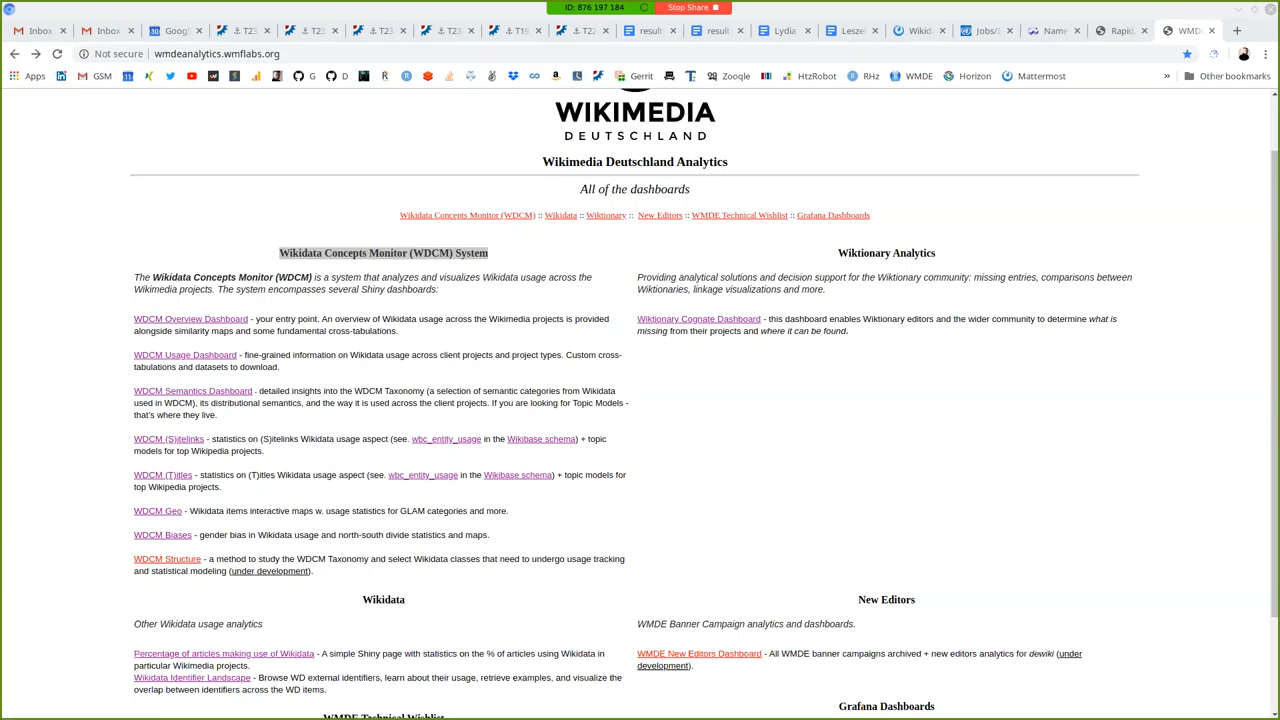 ID: 876 197 184
Stop Share
Inbox
Inbox
Googl
T23
T23
T23
T23
T19
T22
result
result
Lydia
Leszel
Wikid
Jobs/
Name
Rapid
WMD
Not secure
wmdeanalytics.wmflabs.org
Apps
GSM
G
D
Gerrit
Zooqle
HtzRobot
RHz
WMDE
Horizon
Mattermost
»
Other bookmarks
WIKIMEDIA
DEUTSCHLAND
Wikimedia Deutschland Analytics
All of the dashboards
Wikidata Concepts Monitor (WDCM) :: Wikidata :: Wiktionary :: New Editors :: WMDE Technical Wishlist :: Grafana Dashboards
Wikidata Concepts Monitor (WDCM) System
The Wikidata Concepts Monitor (WDCM) is a system that analyzes and visualizes Wikidata usage across the
Wikimedia projects. The system encompasses several Shiny dashboards:
WDCM Overview Dashboard - your entry point. An overview of Wikidata usage across the Wikimedia projects is provided
alongside similarity maps and some fundamental cross-tabulations.
WDCM Usage Dashboard - fine-grained information on Wikidata usage across client projects and project types. Custom cross-
tabulations and datasets to download.
WDCM Semantics Dashboard - detailed insights into the WDCM Taxonomy (a selection of semantic categories from Wikidata
used in WDCM), its distributional semantics, and the way it is used across the client projects. If you are looking for Topic Models -
that's where they live.
WDCM (S)itelinks - statistics on (S)itelinks Wikidata usage aspect (see. wbc_entity_usage in the Wikibase schema) + topic
models for top Wikipedia projects.
WDCM (T)itles - statistics on (T)itles Wikidata usage aspect (see. wbc_entity_usage in the Wikibase schema) + topic models for
top Wkipedia projects.
WDCM Geo - Wikidata items interactive maps w. usage statistics for GLAM categories and more.
WDCM Biases - gender bias in Wikidata usage and north-south divide statistics and maps.
WDCM Structure - a method to study the WDCM Taxonomy and select Wikidata classes that need to undergo usage tracking
and statistical modeling (under development).
Wiktionary Analytics
Providing analytical solutions and decision support for the Wiktionary community: missing entries, comparisons between
Wiktionaries, linkage visualizations and more.
Wiktionary Cognate Dashboard - this dashboard enables Wiktionary editors and the wider community to determine what is
missing from their projects and where it can be found.
Wikidata
Other Wikidata usage analytics
Percentage of articles making use of Wikidata - A simple Shiny page with statistics on the % of articles using Wikidata in
particular Wikimedia projects.
Wikidata Identifier Landscape - Browse WD external identifiers, learn about their usage, retrieve examples, and visualize the
overlap between identifiers across the WD items.
New Editors
WMDE Banner Campaign analytics and dashboards.
WMDE New Editors Dashboard - All WMDE banner campaigns archived + new editors analytics for dewiki (under
development).
WMDE Technical Wishlist
Grafana Dashboards